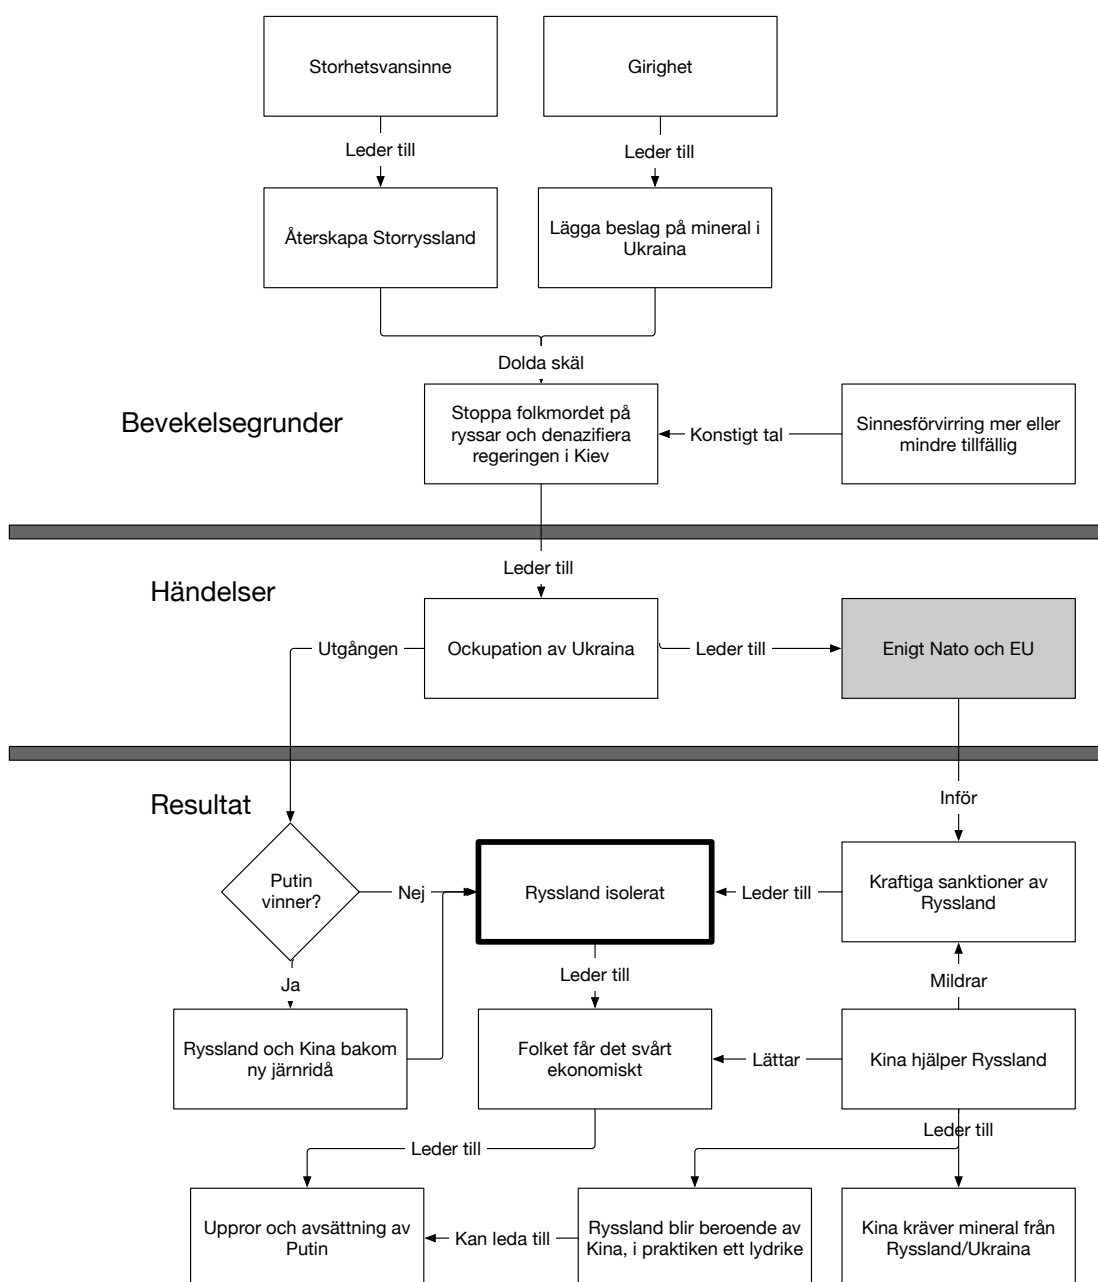 Storhetsvansinne
Girighet
Leder till
Leder till
Återskapa Storryssland
Lägga beslag på mineral i
Ukraina
Dolda skäl
Bevekelsegrunder
Stoppa folkmordet på
ryssar och denazifiera
regeringen i Kiev
Konstigt tal
Sinnesförvirring mer eller
mindre tillfällig
Leder till
Händelser
Utgången
Ockupation av Ukraina
Leder till
Enigt Nato och EU
Resultat
Inför
Putin
vinner?
Nej
Ryssland isolerat
Leder till
Kraftiga sanktioner av
Ryssland
Ja
Leder till
Mildrar
Ryssland och Kina bakom
ny järnridå
Folket får det svårt
ekonomiskt
Lättar
Kina hjälper Ryssland
Leder till
Leder till
Uppror och avsättning av
Putin
Kan leda till
Ryssland blir beroende av
Kina, i praktiken ett lydrike
Kina kräver mineral från
Ryssland/Ukraina